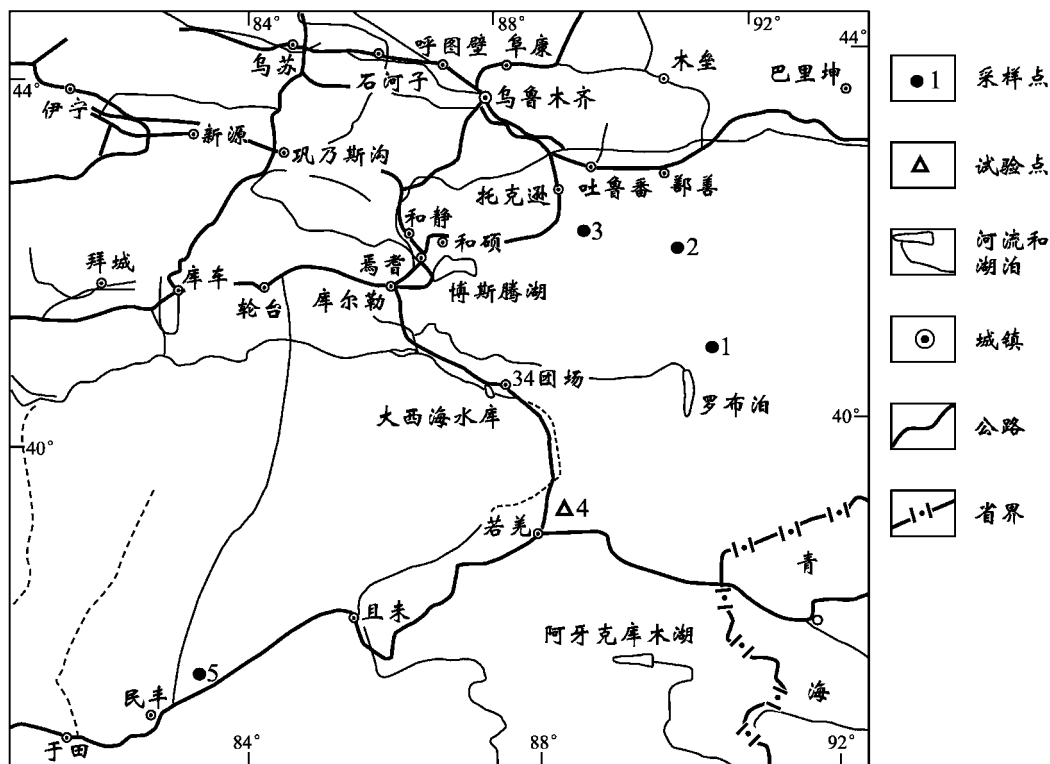 84°
88°
92°
44°
44°
呼图壁
阜康
乌苏
石河子
木垒
巴里坤
伊宁
乌鲁木齐
新源
巩乃斯沟
托克逊
吐鲁番
鄯善
和静
3
和硕
2
拜城
库车
焉耆
轮台
库尔勒
博斯腾湖
1
34团场
罗布泊
大西海水库
40°
40°
4
若羌
青
且末
阿牙克库木湖
海
5
民丰
于田
84°
88°
92°
1
采样点
试验点
河流和
湖泊
城镇
公路
省界